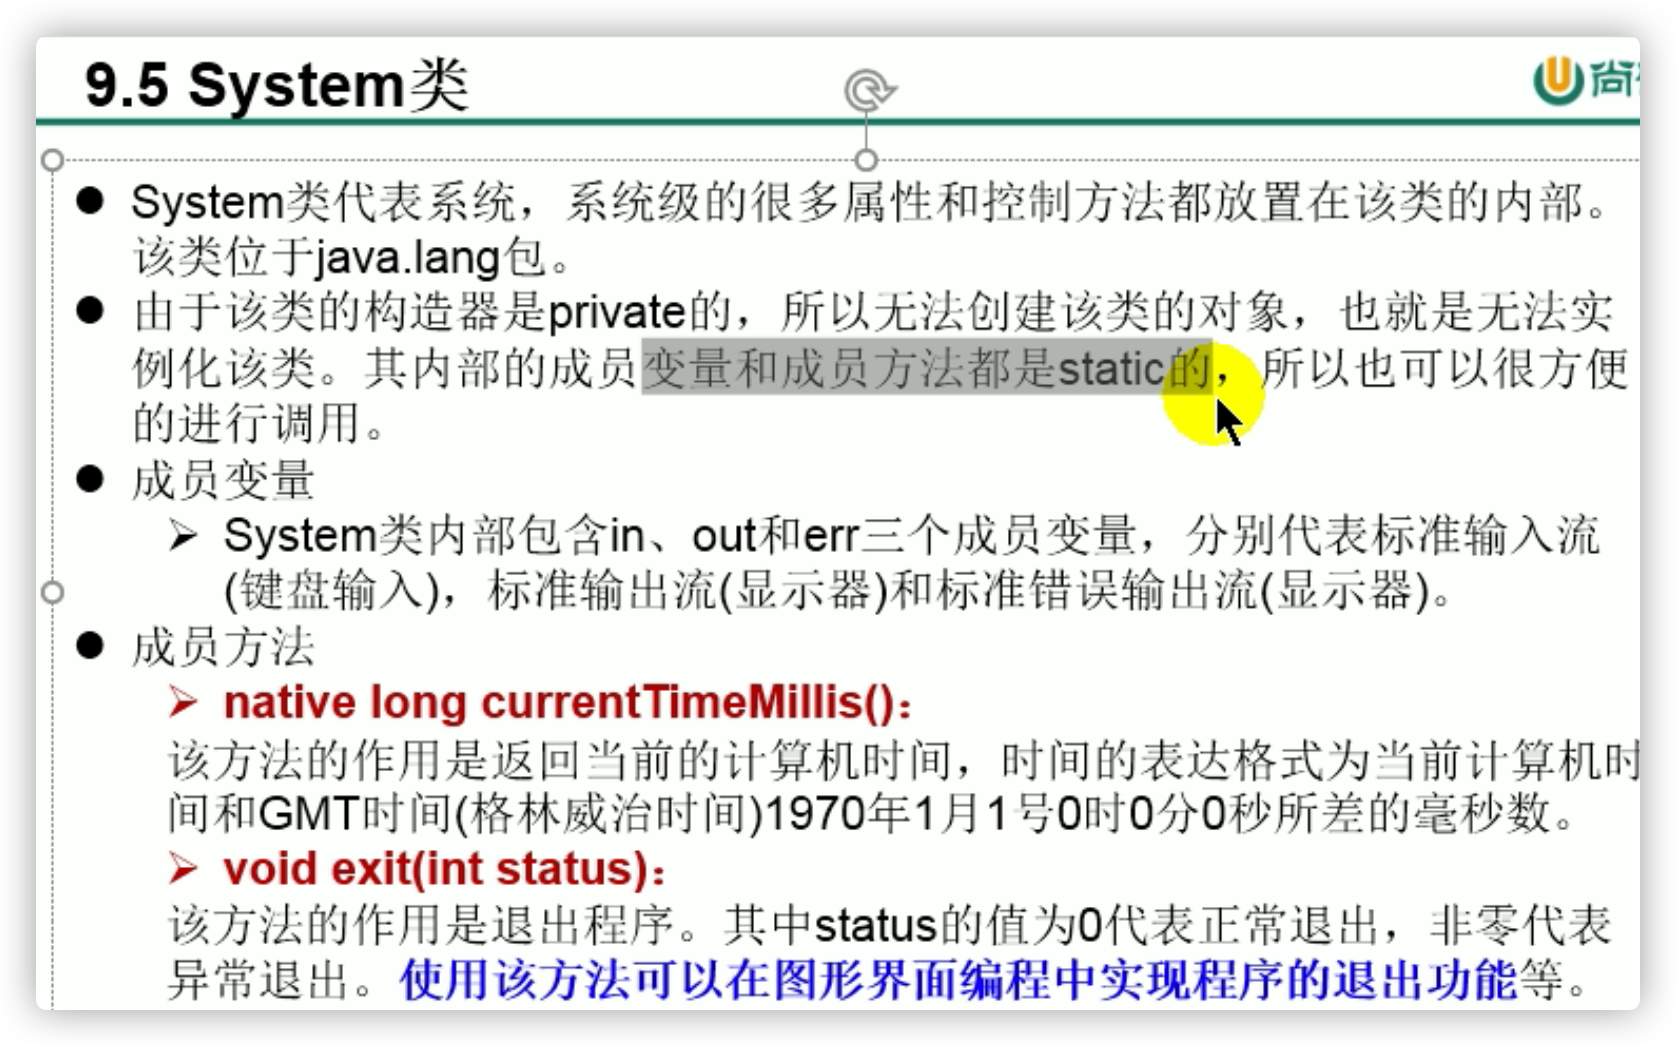 9.5 System类
尚
● System类代表系统，系统级的很多属性和控制方法都放置在该类的内部。
该类位于java.lang包。
● 由于该类的构造器是private的，所以无法创建该类的对象，也就是无法实
例化该类。其内部的成员变量和成员方法都是static的，所以也可以很方便
的进行调用。
● 成员变量
➢ System类内部包含in、out和err三个成员变量，分别代表标准输入流
(键盘输入)，标准输出流(显示器)和标准错误输出流(显示器)。
● 成员方法
➢ native long currentTimeMillis()：
该方法的作用是返回当前的计算机时间，时间的表达格式为当前计算机时
间和GMT时间(格林威治时间)1970年1月1号0时0分0秒所差的毫秒数。
➢ void exit(int status)：
该方法的作用是退出程序。其中status的值为0代表正常退出，非零代表
异常退出。使用该方法可以在图形界面编程中实现程序的退出功能等。